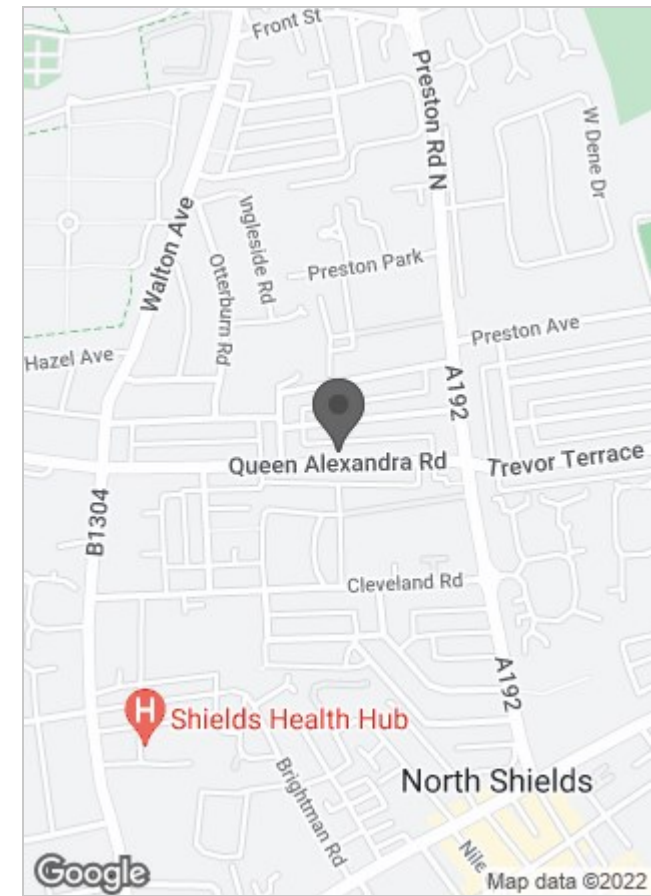 Front St
Preston Rd N
W Dene Dr
Walton Ave
Ingleside Rd
Otterburn Rd
Preston Park
Preston Ave
Hazel Ave
A192
Queen Alexandra Rd
Trevor Terrace
B1304
Cleveland Rd
A192
H
Shields Health Hub
North Shields
Brightman Rd
Nile
Google
Map data ©2022